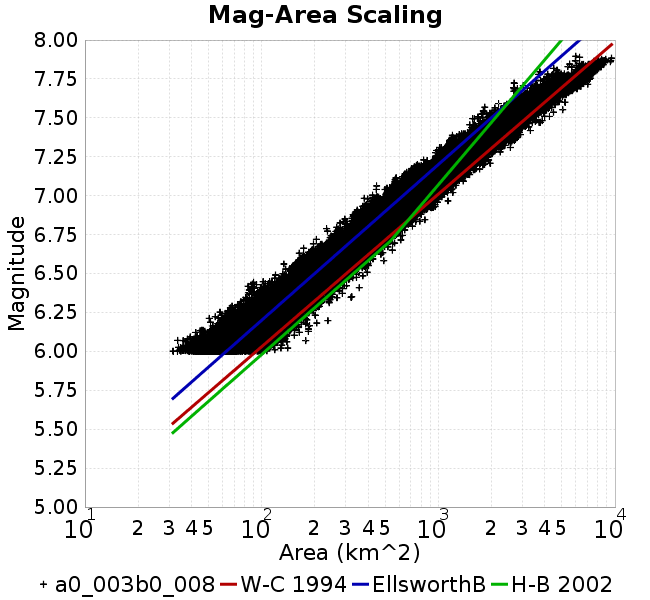 Mag-Area Scaling
8.00
7.75
7.50
7.25
7.00
6.75
6.50
6.25
6.00
5.75
5.50
5.25
5.00
Magnitude
10^1 2 3 4 5 10^2 2 3 4 5 10^3 2 3 4 5 10^4
Area (km^2)
+ a0_003b0_008 W-C 1994 EllsworthB H-B 2002